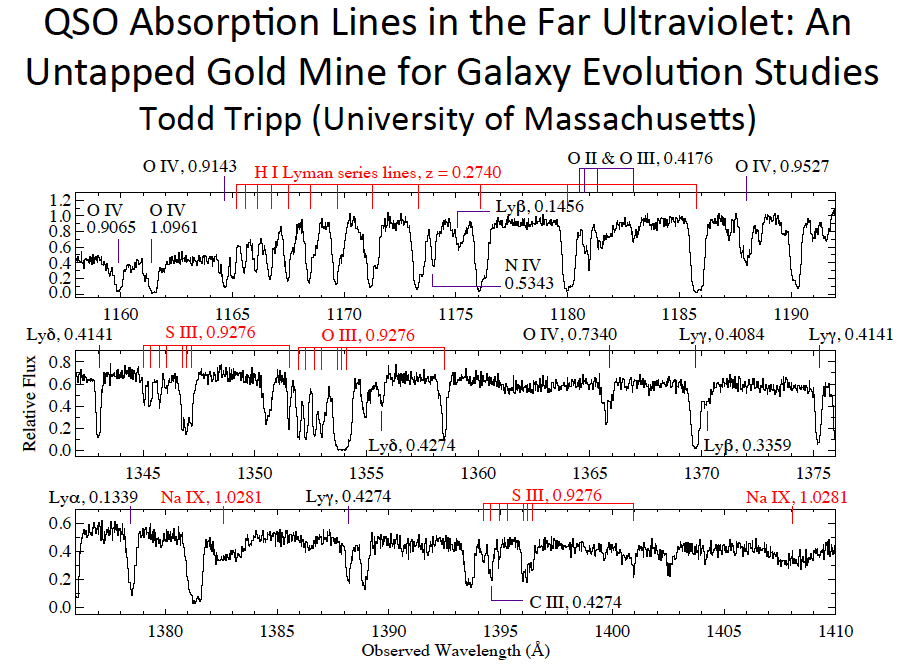 QSO Absorption Lines in the Far Ultraviolet: An
Untapped Gold Mine for Galaxy Evolution Studies
Todd Tripp (University of Massachusetts)
O IV, 0.9143
H I Lyman series lines, z = 0.2740
O II & O III, 0.4176
O IV, 0.9527
O IV
0.9065
O IV
1.0961
Lyβ, 0.1456
N IV
0.5343
1.2
1.0
0.8
0.6
0.4
0.2
0.0
1160 1165 1170 1175 1180 1185 1190
Lyδ, 0.4141
S III, 0.9276
O III, 0.9276
O IV, 0.7340
Lyγ, 0.4084
Lyγ, 0.4141
Relative Flux
0.8
0.6
0.4
0.2
0.0
Lyδ, 0.4274
Lyβ, 0.3359
1345 1350 1355 1360 1365 1370 1375
Lyα, 0.1339
Na IX, 1.0281
Lyγ, 0.4274
S III, 0.9276
Na IX, 1.0281
0.6
0.4
0.2
0.0
C III, 0.4274
1380 1385 1390 1395 1400 1405 1410
Observed Wavelength (Å)